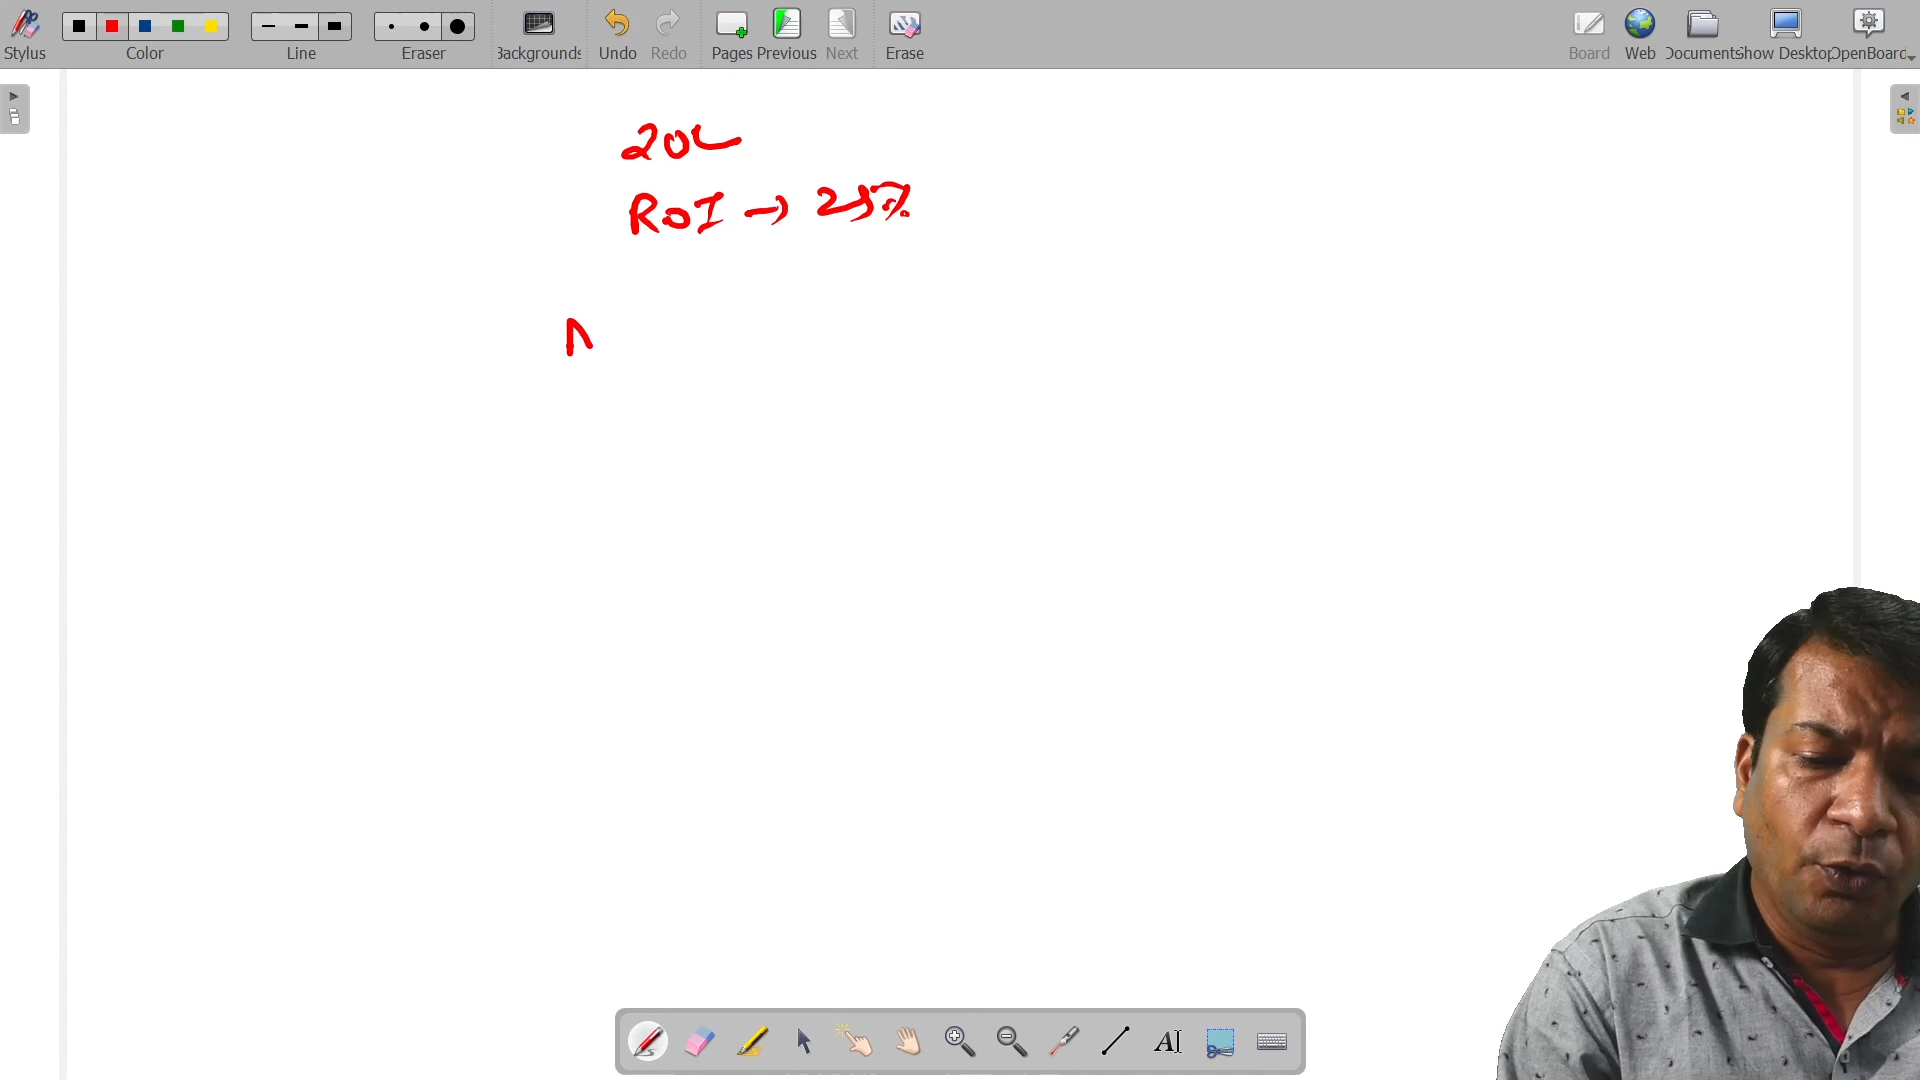 Stylus Color Line Eraser Backgrounds Undo Redo Pages Previous Next Erase Board Web Documents Show Desktop OpenBoard
20L
ROI → 25%
A